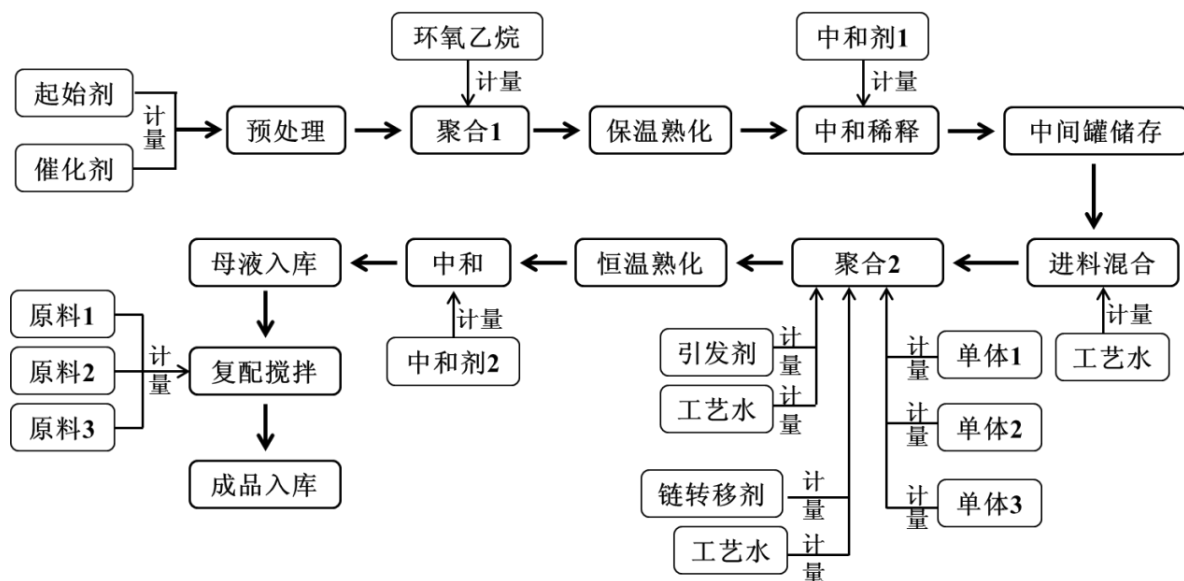 环氧乙烷
中和剂1
计量
计量
起始剂
计量
催化剂
预处理
聚合1
保温熟化
中和稀释
中间罐储存
母液入库
中和
恒温熟化
聚合2
进料混合
计量
中和剂2
计量
工艺水
原料1
原料2
原料3
计量
复配搅拌
成品入库
引发剂
计量
工艺水
计量
链转移剂
计量
工艺水
计量
单体1
计量
单体2
计量
单体3